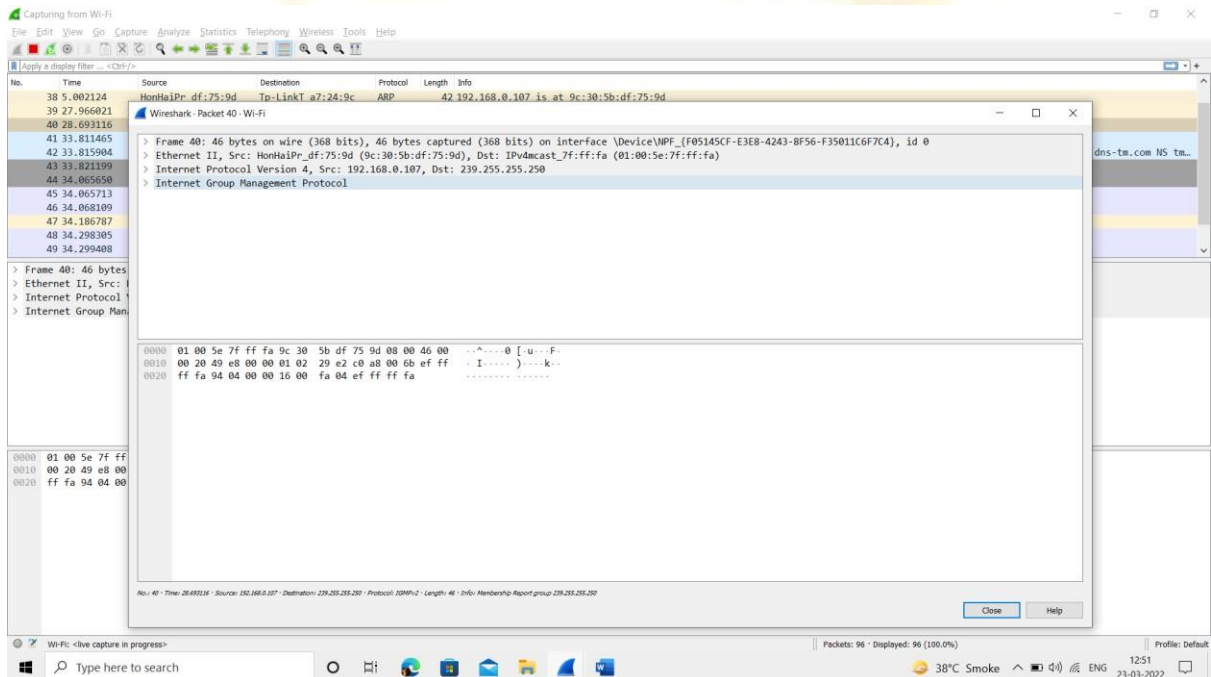 Capturing from Wi-Fi
File Edit View Go Capture Analyze Statistics Telephony Wireless Tools Help
Apply a display filter ... <Ctrl-/>
No. Time Source Destination Protocol Length Info
38 5.002124 HonHaiPr_df:75:9d Tp-LinkT_a7:24:9c ARP 42 192.168.0.107 is at 9c:30:5b:df:75:9d
39 27.966021
40 28.693116
41 33.811465
42 33.815904 dns-tm.com NS tm…
43 33.821199
44 34.065650
45 34.065713
46 34.068109
47 34.186787
48 34.298305
49 34.299408
Wireshark · Packet 40 · Wi-Fi
> Frame 40: 46 bytes on wire (368 bits), 46 bytes captured (368 bits) on interface \Device\NPF_{F05145CF-E3E8-4243-8F56-F35011C6F7C4}, id 0
> Ethernet II, Src: HonHaiPr_df:75:9d (9c:30:5b:df:75:9d), Dst: IPv4mcast_7f:ff:fa (01:00:5e:7f:ff:fa)
> Internet Protocol Version 4, Src: 192.168.0.107, Dst: 239.255.255.250
> Internet Group Management Protocol
0000 01 00 5e 7f ff fa 9c 30 5b df 75 9d 08 00 46 00 ··^····0 [·u···F·
0010 00 20 49 e8 00 00 01 02 29 e2 c0 a8 00 6b ef ff · I····· )····k··
0020 ff fa 94 04 00 00 16 00 fa 04 ef ff ff fa ········ ······
No.: 40 · Time: 28.693116 · Source: 192.168.0.107 · Destination: 239.255.255.250 · Protocol: IGMPv2 · Length: 46 · Info: Membership Report group 239.255.255.250
Close Help
> Frame 40: 46 bytes
> Ethernet II, Src:
> Internet Protocol
> Internet Group Man
0000 01 00 5e 7f ff
0010 00 20 49 e8 00
0020 ff fa 94 04 00
Wi-Fi: <live capture in progress> Packets: 96 · Displayed: 96 (100.0%) Profile: Default
Type here to search 38°C Smoke ENG 12:51
23-03-2022